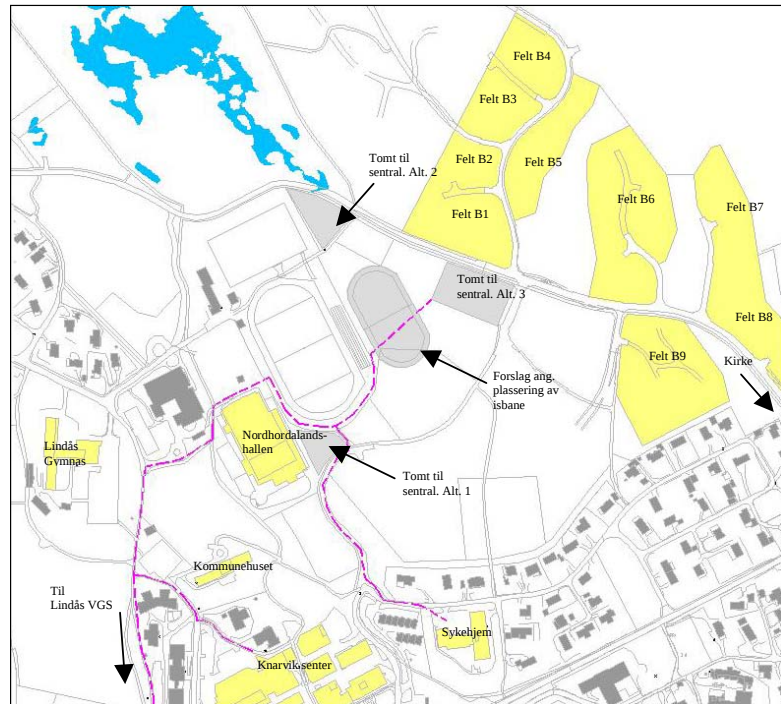 Felt B4
Felt B3
Felt B2
Felt B5
Felt B1
Felt B6
Felt B7
Tomt til
sentral. Alt. 2
Tomt til
sentral. Alt. 3
Felt B8
Felt B9
Kirke
Forslag ang.
plassering av
isbane
Nordhordalands-
hallen
Lindås
Gymnas
Tomt til
sentral. Alt. 1
Kommunehuset
Til
Lindås VGS
Sykehjem
Knarvik senter